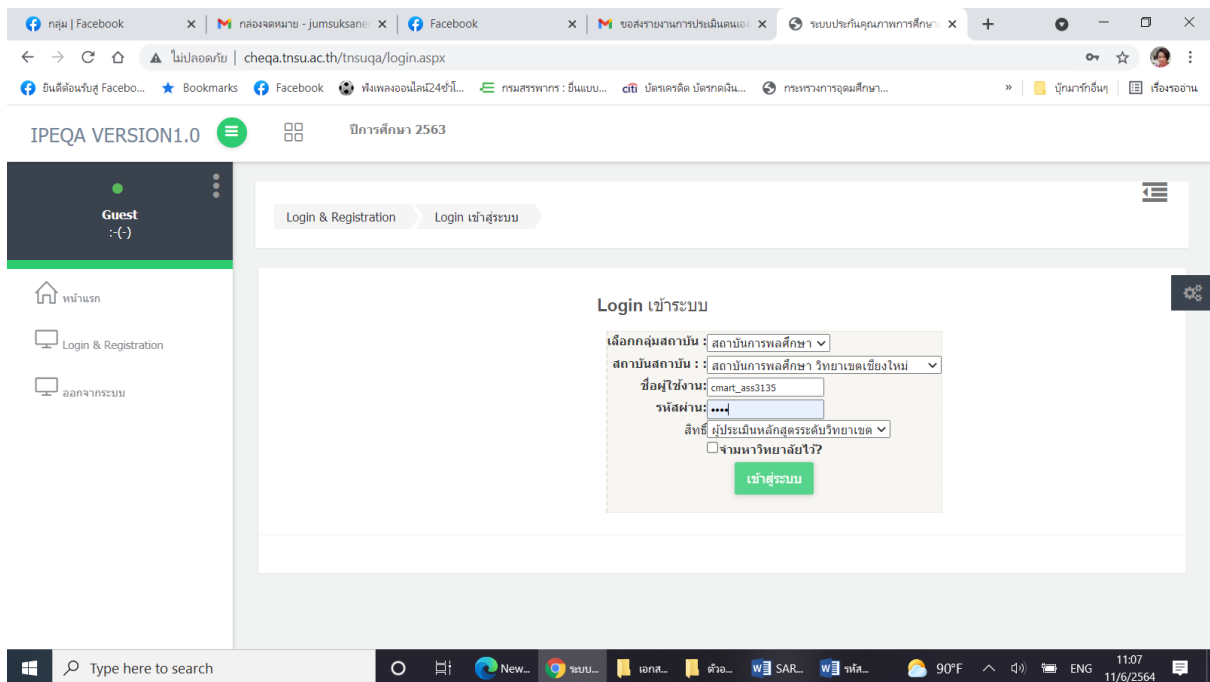 กลุ่ม | Facebook
กล่องจดหมาย - jumsuksane
Facebook
ขอส่งรายงานการประเมินตนเอง
ระบบประกันคุณภาพการศึกษา
ไม่ปลอดภัย | cheqa.tnsu.ac.th/tnsuqa/login.aspx
ยินดีต้อนรับสู่ Facebo...
Bookmarks
Facebook
ฟังเพลงออนไลน์24ชั่วโ...
กรมสรรพากร : ยื่นแบบ...
citi บัตรเครดิต บัตรกดเงิน...
กระทรวงการอุดมศึกษา...
»
บุ๊กมาร์กอื่นๆ
เรื่องรออ่าน
IPEQA VERSION1.0
ปีการศึกษา 2563
Guest
:-(-)
Login & Registration
Login เข้าสู่ระบบ
หน้าแรก
Login & Registration
ออกจากระบบ
Login เข้าระบบ
เลือกกลุ่มสถาบัน : สถาบันการพลศึกษา
สถาบันสถาบัน : : สถาบันการพลศึกษา วิทยาเขตเชียงใหม่
ชื่อผู้ใช้งาน: cmart_ass3135
รหัสผ่าน: ••••
สิทธิ์ ผู้ประเมินหลักสูตรระดับวิทยาเขต
จำมหาวิทยาลัยไว้?
เข้าสู่ระบบ
Type here to search
New...
ระบบ...
เอกส...
ตัวอ...
SAR...
รหัส...
90°F
ENG
11:07
11/6/2564